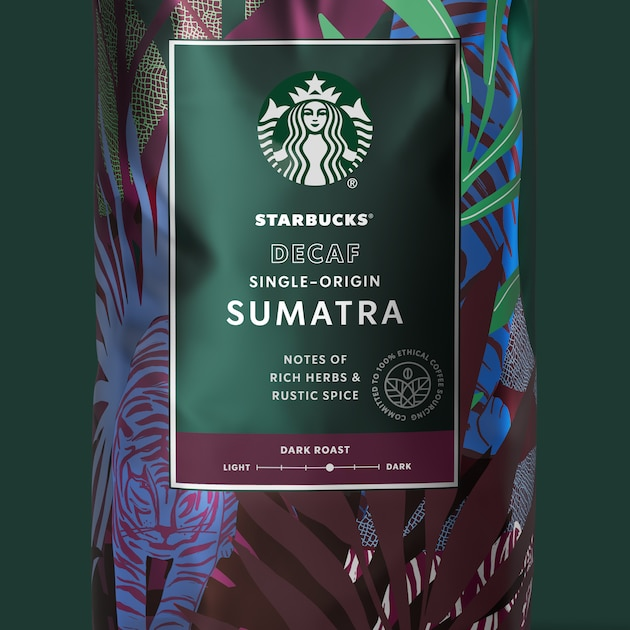 ®
STARBUCKS®
DECAF
SINGLE-ORIGIN
SUMATRA
NOTES OF
RICH HERBS &
RUSTIC SPICE
COMMITTED TO 100% ETHICAL COFFEE SOURCING
DARK ROAST
LIGHT DARK